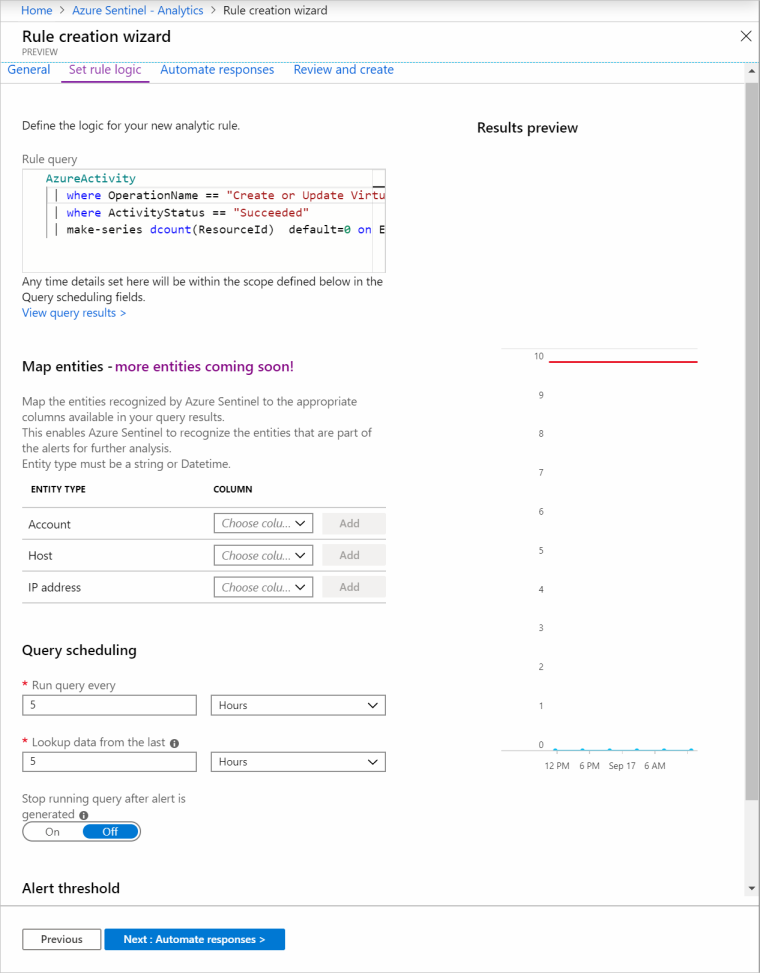 Home > Azure Sentinel - Analytics > Rule creation wizard
Rule creation wizard
PREVIEW
General Set rule logic Automate responses Review and create
Define the logic for your new analytic rule.
Rule query
AzureActivity
| where OperationName == "Create or Update Virtu
| where ActivityStatus == "Succeeded"
| make-series dcount(ResourceId)  default=0 on E
Any time details set here will be within the scope defined below in the
Query scheduling fields.
View query results >
Map entities - more entities coming soon!
Map the entities recognized by Azure Sentinel to the appropriate
columns available in your query results.
This enables Azure Sentinel to recognize the entities that are part of
the alerts for further analysis.
Entity type must be a string or Datetime.
ENTITY TYPE COLUMN
Account Choose colu... Add
Host Choose colu... Add
IP address Choose colu... Add
Query scheduling
* Run query every
5 Hours
* Lookup data from the last
5 Hours
Stop running query after alert is
generated
On Off
Alert threshold
Previous Next : Automate responses >
Results preview
10
9
8
7
6
5
4
3
2
1
0
12 PM 6 PM Sep 17 6 AM